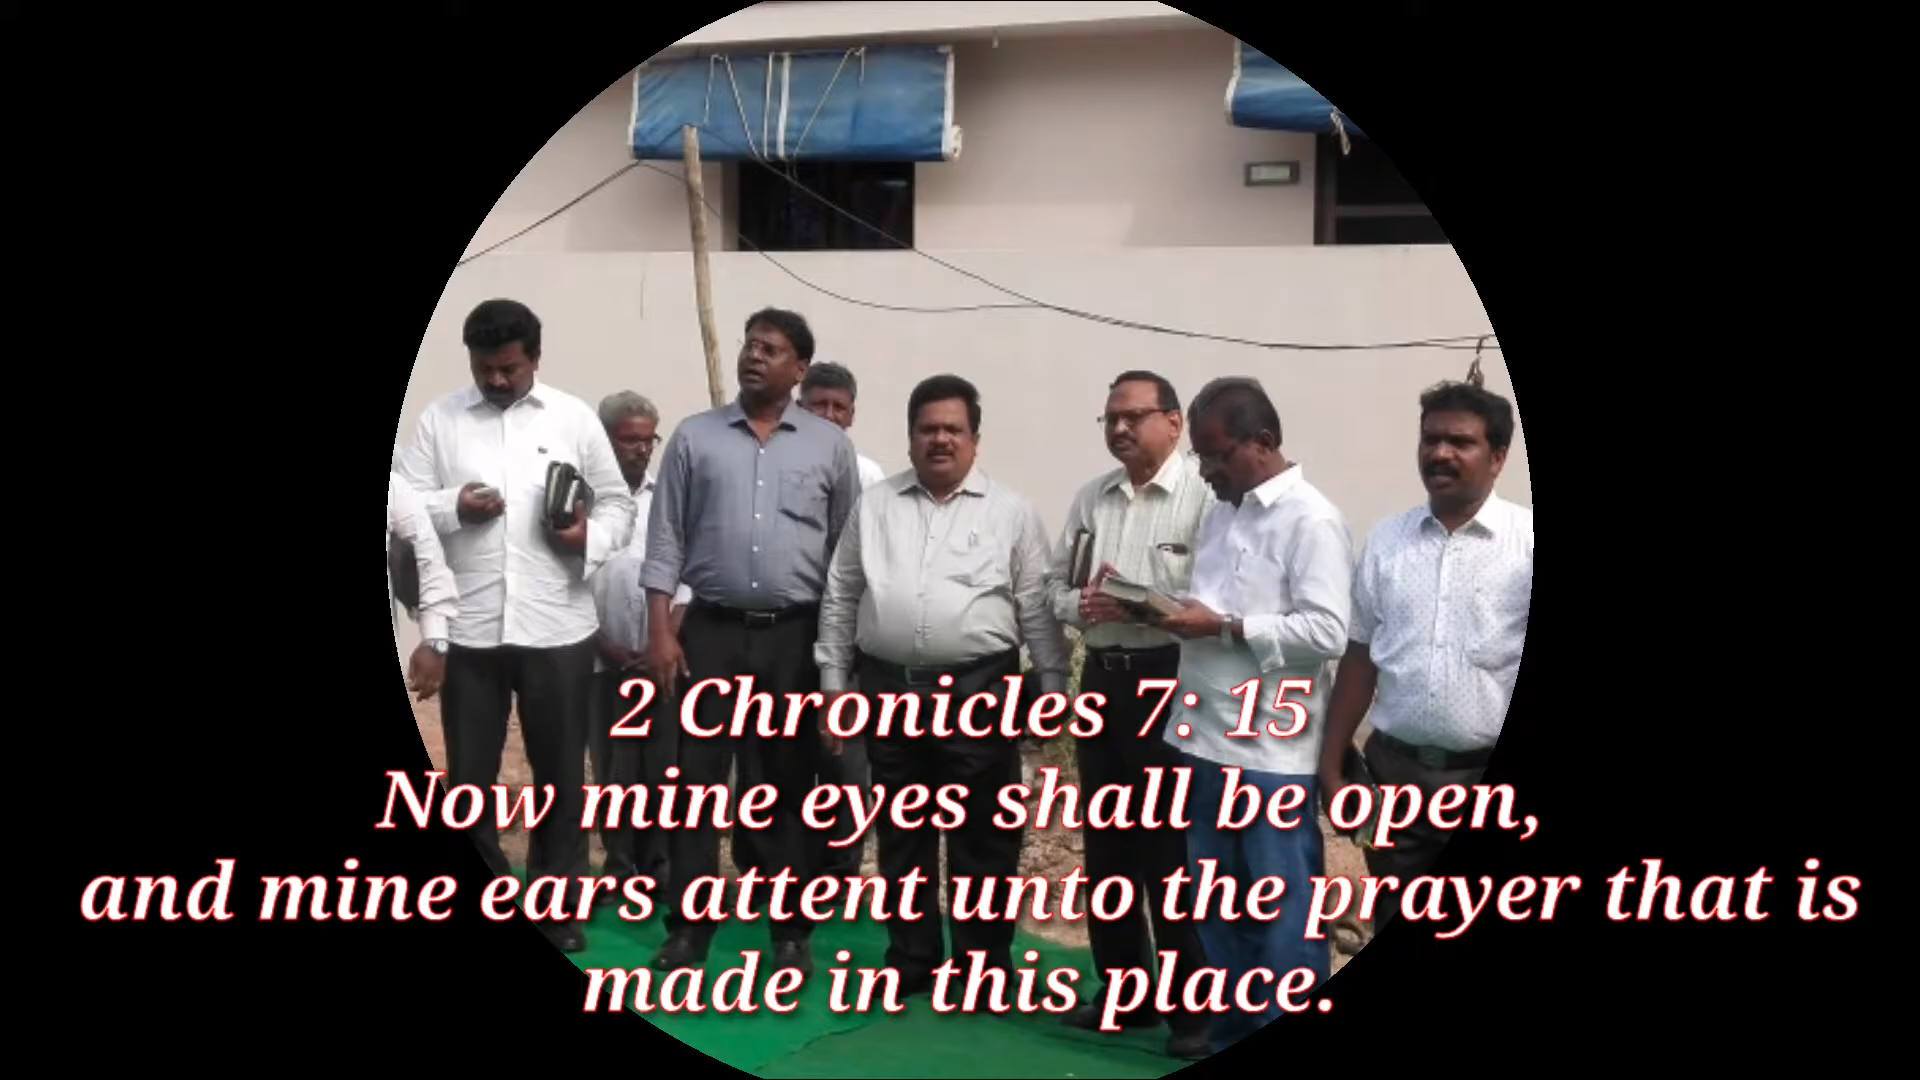 2 Chronicles 7: 15
Now mine eyes shall be open,
and mine ears attent unto the prayer that is
made in this place.